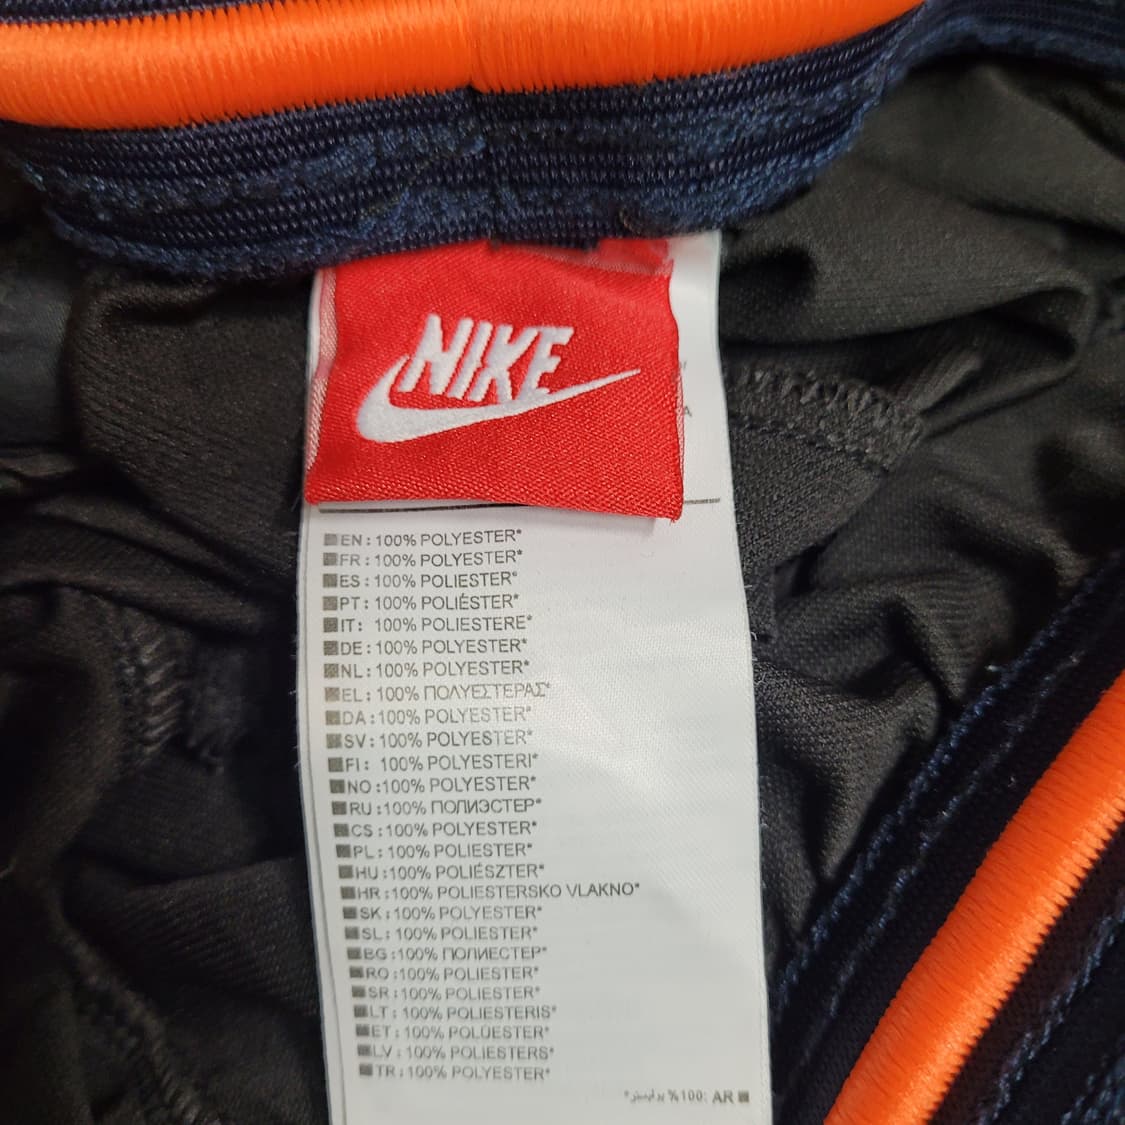 NIKE
A
■EN: 100% POLYESTER*
■FR: 100% POLYESTER*
■ES: 100% POLIESTER*
■PT: 100% POLIÉSTER*
■IT: 100% POLIESTERE*
■DE: 100% POLYESTER*
■NL: 100% POLYESTER*
■EL: 100% ΠΟΛΥΕΣΤΕΡΑΣ*
■DA: 100% POLYESTER*
■SV: 100% POLYESTER*
■FI: 100% POLYESTERI*
■NO: 100% POLYESTER*
■RU: 100% ПОЛИЭСТЕР*
■CS: 100% POLYESTER*
■PL: 100% POLIESTER*
■HU: 100% POLIÉSZTER*
■HR: 100% POLIESTERSKO VLAKNO*
■SK: 100% POLYESTER*
■SL: 100% POLIESTER*
■BG: 100% ПОЛИЕСТЕР*
■RO: 100% POLIESTER*
■SR: 100% POLIESTER*
■LT: 100% POLIESTERIS*
■ET: 100% POLÜESTER*
■LV: 100% POLIESTERS*
■TR: 100% POLYESTER*
■ AR :100% بوليستر*